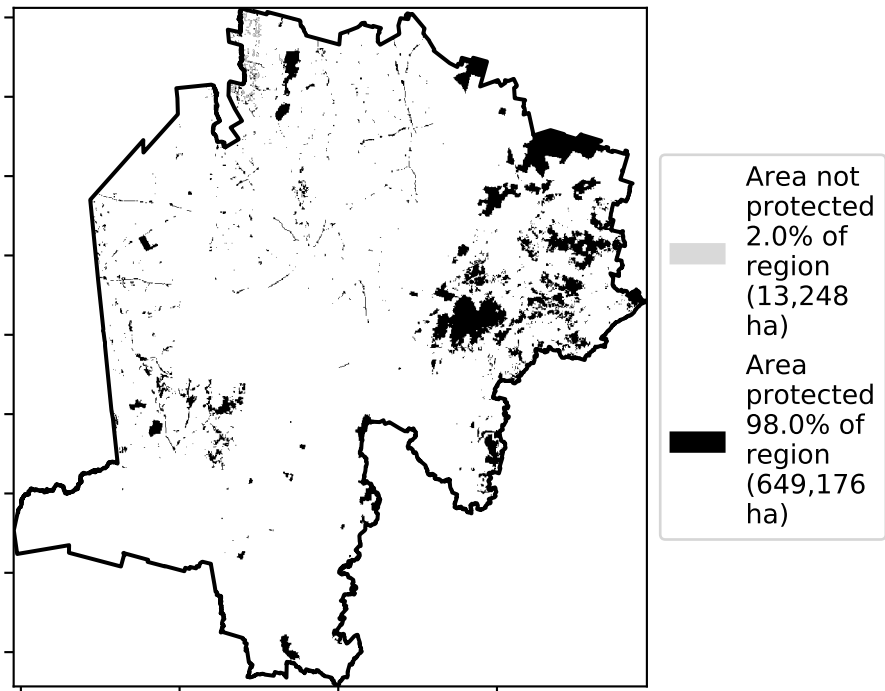 Area not
protected
2.0% of
region
(13,248
ha)
Area
protected
98.0% of
region
(649,176
ha)